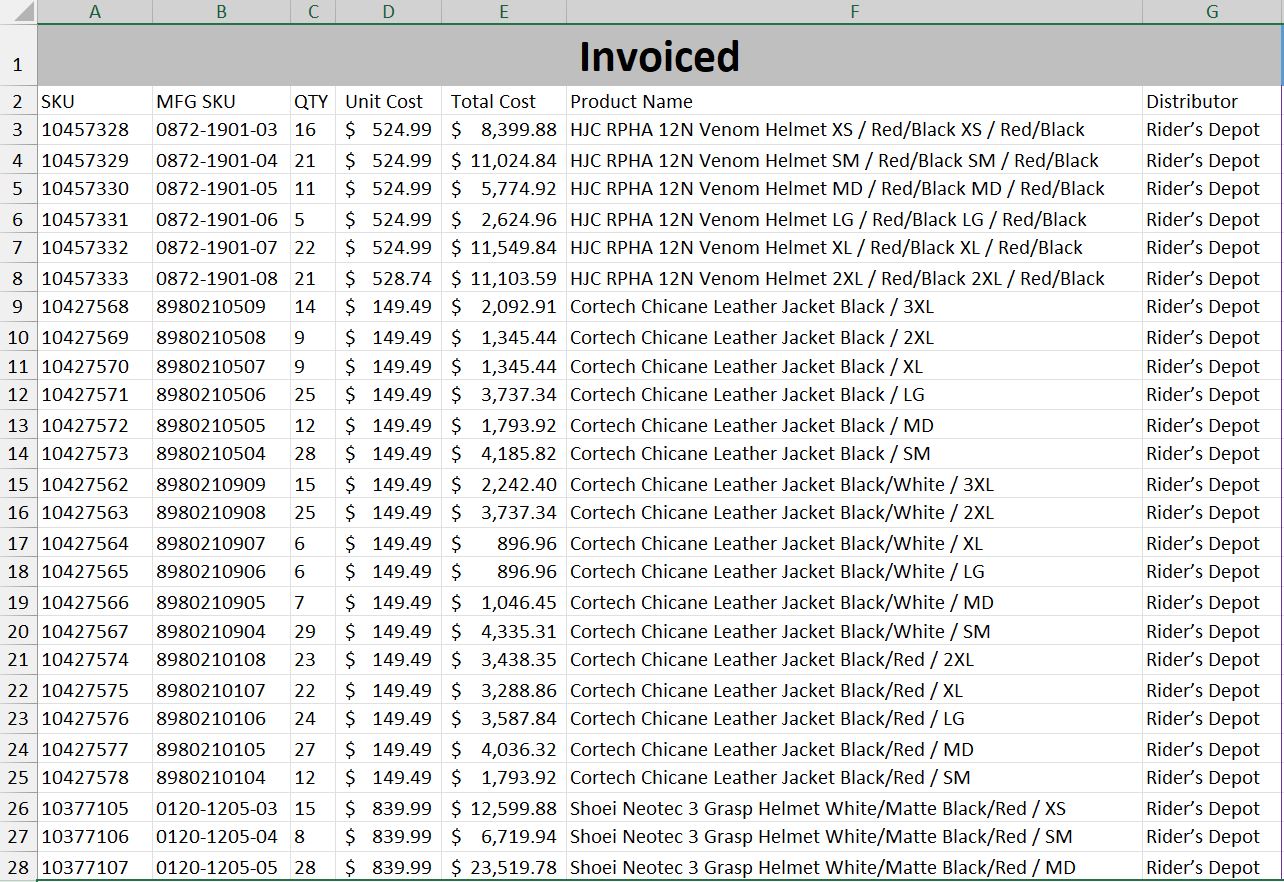 A B C D E F G
1 Invoiced
2 SKU MFG SKU QTY Unit Cost Total Cost Product Name Distributor
3 10457328 0872-1901-03 16 $ 524.99 $ 8,399.88 HJC RPHA 12N Venom Helmet XS / Red/Black XS / Red/Black Rider’s Depot
4 10457329 0872-1901-04 21 $ 524.99 $ 11,024.84 HJC RPHA 12N Venom Helmet SM / Red/Black SM / Red/Black Rider’s Depot
5 10457330 0872-1901-05 11 $ 524.99 $ 5,774.92 HJC RPHA 12N Venom Helmet MD / Red/Black MD / Red/Black Rider’s Depot
6 10457331 0872-1901-06 5 $ 524.99 $ 2,624.96 HJC RPHA 12N Venom Helmet LG / Red/Black LG / Red/Black Rider’s Depot
7 10457332 0872-1901-07 22 $ 524.99 $ 11,549.84 HJC RPHA 12N Venom Helmet XL / Red/Black XL / Red/Black Rider’s Depot
8 10457333 0872-1901-08 21 $ 528.74 $ 11,103.59 HJC RPHA 12N Venom Helmet 2XL / Red/Black 2XL / Red/Black Rider’s Depot
9 10427568 8980210509 14 $ 149.49 $ 2,092.91 Cortech Chicane Leather Jacket Black / 3XL Rider’s Depot
10 10427569 8980210508 9 $ 149.49 $ 1,345.44 Cortech Chicane Leather Jacket Black / 2XL Rider’s Depot
11 10427570 8980210507 9 $ 149.49 $ 1,345.44 Cortech Chicane Leather Jacket Black / XL Rider’s Depot
12 10427571 8980210506 25 $ 149.49 $ 3,737.34 Cortech Chicane Leather Jacket Black / LG Rider’s Depot
13 10427572 8980210505 12 $ 149.49 $ 1,793.92 Cortech Chicane Leather Jacket Black / MD Rider’s Depot
14 10427573 8980210504 28 $ 149.49 $ 4,185.82 Cortech Chicane Leather Jacket Black / SM Rider’s Depot
15 10427562 8980210909 15 $ 149.49 $ 2,242.40 Cortech Chicane Leather Jacket Black/White / 3XL Rider’s Depot
16 10427563 8980210908 25 $ 149.49 $ 3,737.34 Cortech Chicane Leather Jacket Black/White / 2XL Rider’s Depot
17 10427564 8980210907 6 $ 149.49 $ 896.96 Cortech Chicane Leather Jacket Black/White / XL Rider’s Depot
18 10427565 8980210906 6 $ 149.49 $ 896.96 Cortech Chicane Leather Jacket Black/White / LG Rider’s Depot
19 10427566 8980210905 7 $ 149.49 $ 1,046.45 Cortech Chicane Leather Jacket Black/White / MD Rider’s Depot
20 10427567 8980210904 29 $ 149.49 $ 4,335.31 Cortech Chicane Leather Jacket Black/White / SM Rider’s Depot
21 10427574 8980210108 23 $ 149.49 $ 3,438.35 Cortech Chicane Leather Jacket Black/Red / 2XL Rider’s Depot
22 10427575 8980210107 22 $ 149.49 $ 3,288.86 Cortech Chicane Leather Jacket Black/Red / XL Rider’s Depot
23 10427576 8980210106 24 $ 149.49 $ 3,587.84 Cortech Chicane Leather Jacket Black/Red / LG Rider’s Depot
24 10427577 8980210105 27 $ 149.49 $ 4,036.32 Cortech Chicane Leather Jacket Black/Red / MD Rider’s Depot
25 10427578 8980210104 12 $ 149.49 $ 1,793.92 Cortech Chicane Leather Jacket Black/Red / SM Rider’s Depot
26 10377105 0120-1205-03 15 $ 839.99 $ 12,599.88 Shoei Neotec 3 Grasp Helmet White/Matte Black/Red / XS Rider’s Depot
27 10377106 0120-1205-04 8 $ 839.99 $ 6,719.94 Shoei Neotec 3 Grasp Helmet White/Matte Black/Red / SM Rider’s Depot
28 10377107 0120-1205-05 28 $ 839.99 $ 23,519.78 Shoei Neotec 3 Grasp Helmet White/Matte Black/Red / MD Rider’s Depot